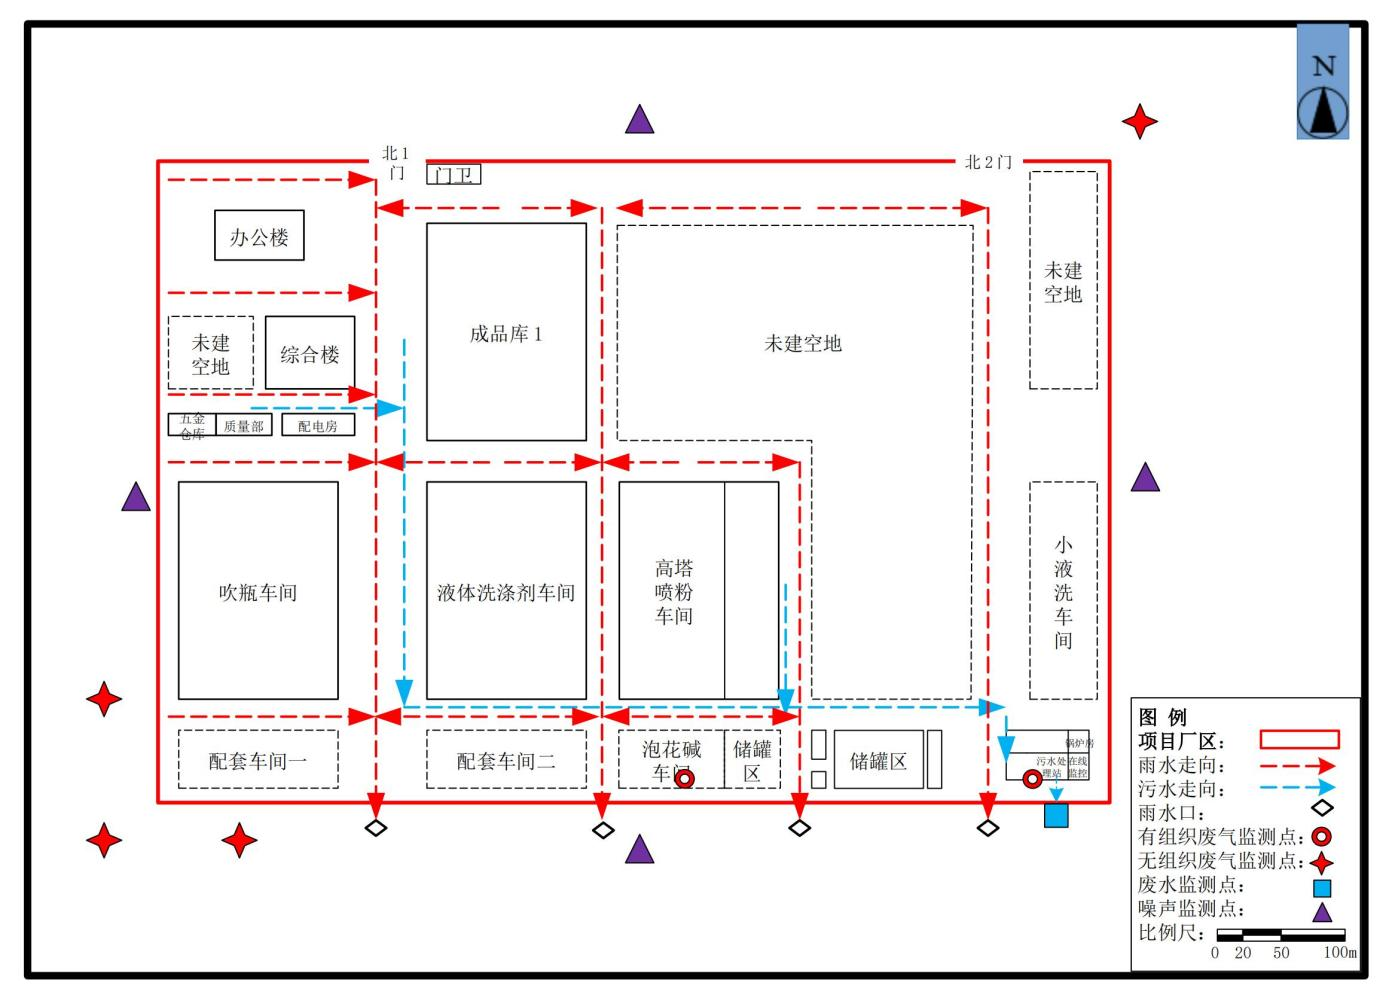 N
北1
门
门卫
北2门
办公楼
成品库1
未建
空地
未建空地
未建
空地
综合楼
五金
仓库
质量部
配电房
吹瓶车间
液体洗涤剂车间
高塔
喷粉
车间
小
液
洗
车
间
配套车间一
配套车间二
泡花碱
车间
储罐
区
储罐区
锅炉房
污水处
理站
在线
监控
图 例
项目厂区：
雨水走向：
污水走向：
雨水口：
有组织废气监测点：
无组织废气监测点：
废水监测点：
噪声监测点：
比例尺：
0 20 50 100m